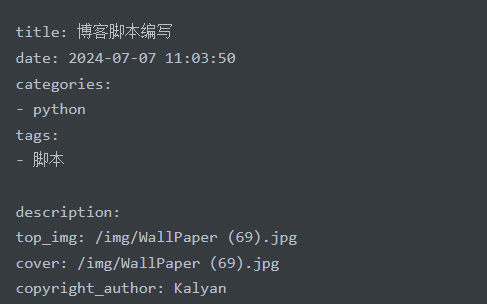 title: 博客脚本编写
date: 2024-07-07 11:03:50
categories:
- python
tags:
- 脚本
description:
top_img: /img/WallPaper (69).jpg
cover: /img/WallPaper (69).jpg
copyright_author: Kalyan